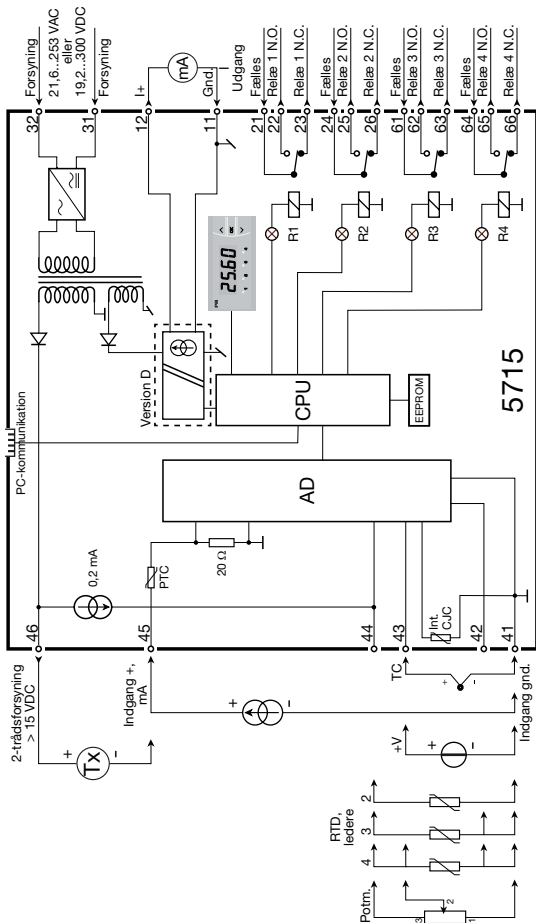 PC-kommunikation
2-trådsforsyning
> 15 VDC
46
+
Tx
-
0,2 mA
45
Indgang +,
mA
PTC
20 Ω
+
-
44
43
TC
+
-
Int.
CJC
42
41
Indgang gnd.
+V
+
-
RTD,
ledere
2
3
4
Potm.
3
2
1
AD
CPU
EEPROM
Version D
25.60
OK
1
2
3
4
5715
32
Forsyning
21,6...253 VAC
eller
19,2...300 VDC
31
Forsyning
12
I+
mA
11
Gnd.
Udgang
21
Fælles
22
Relæ 1 N.O.
23
Relæ 1 N.C.
R1
24
Fælles
25
Relæ 2 N.O.
26
Relæ 2 N.C.
R2
61
Fælles
62
Relæ 3 N.O.
63
Relæ 3 N.C.
R3
64
Fælles
65
Relæ 4 N.O.
66
Relæ 4 N.C.
R4